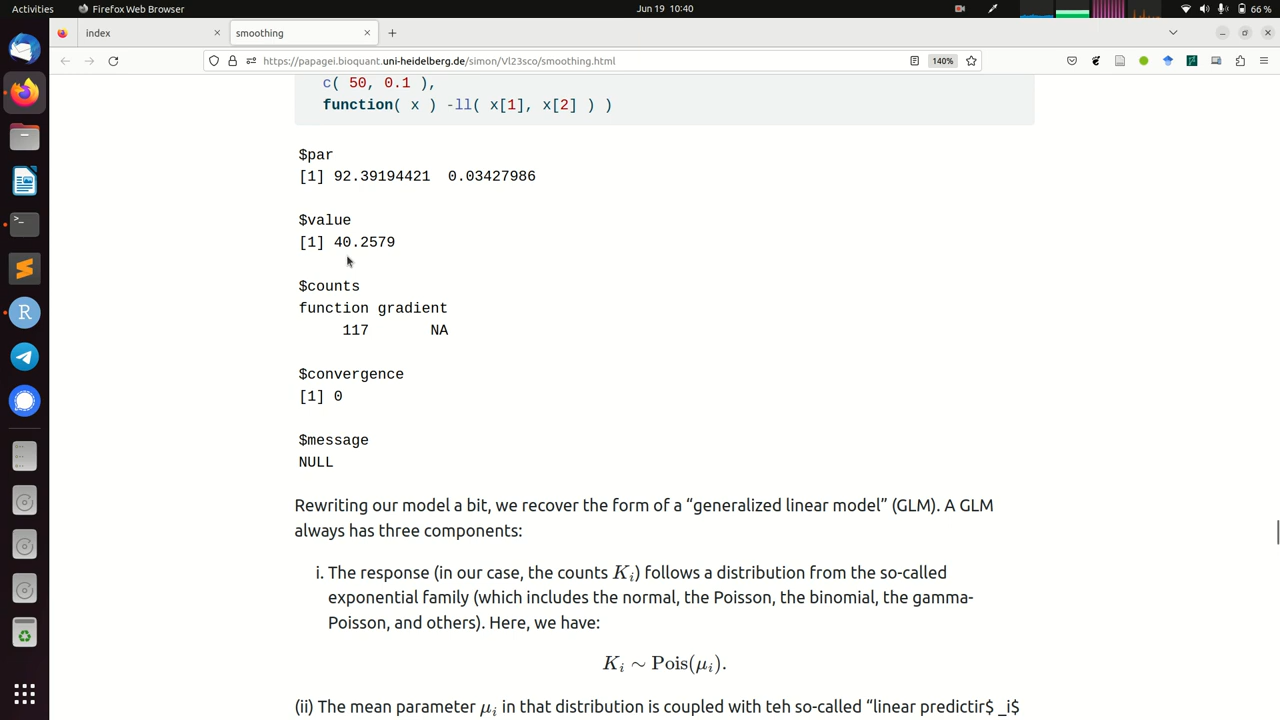 Activities Firefox Web Browser Jun 19 10:40 66 %
index smoothing
https://papagei.bioquant.uni-heidelberg.de/simon/Vl23sco/smoothing.html 140%
c( 50, 0.1 ),
function( x ) -ll( x[1], x[2] ) )
$par
[1] 92.39194421 0.03427986
$value
[1] 40.2579
$counts
function gradient
117 NA
$convergence
[1] 0
$message
NULL
Rewriting our model a bit, we recover the form of a “generalized linear model” (GLM). A GLM
always has three components:
i. The response (in our case, the counts Kᵢ) follows a distribution from the so-called
exponential family (which includes the normal, the Poisson, the binomial, the gamma-
Poisson, and others). Here, we have:
Kᵢ ∼ Pois(μᵢ).
(ii) The mean parameter μᵢ in that distribution is coupled with teh so-called “linear predictir$ _i$